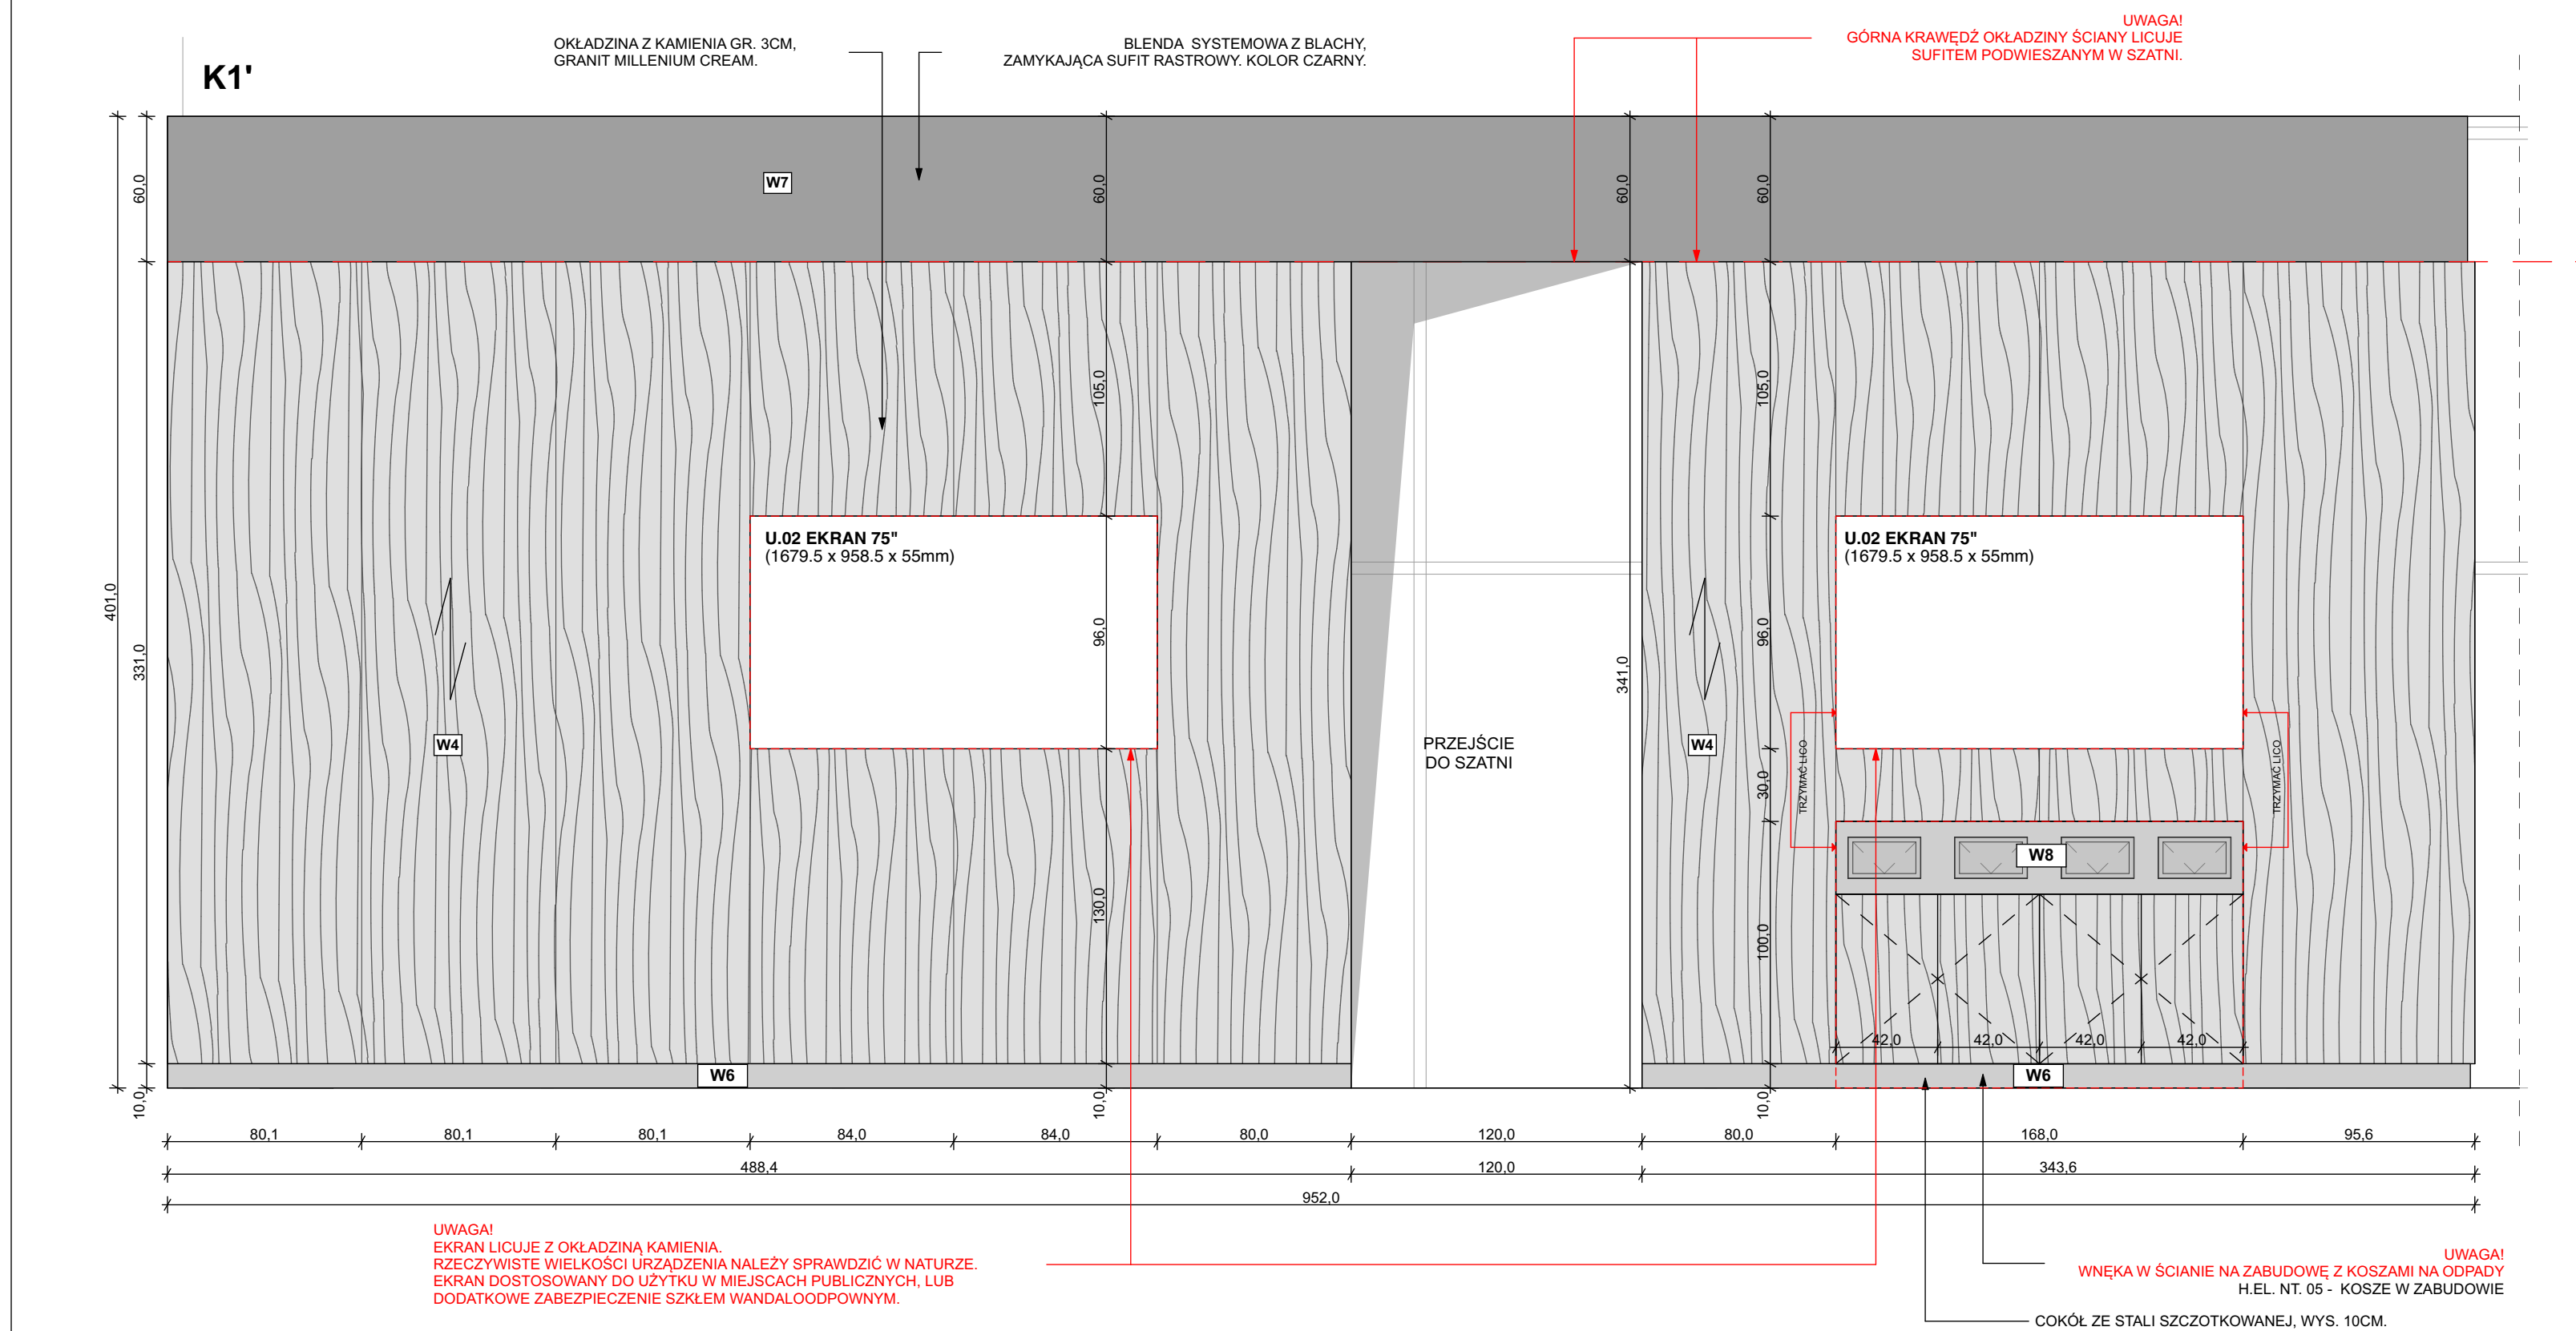 UWAGA!
OKŁADZINA Z KAMIENIA GR. 3CM,
GRANIT MILLENIUM CREAM.
BLENDA SYSTEMOWA Z BLACHY,
ZAMYKAJĄCA SUFIT RASTROWY. KOLOR CZARNY.
GÓRNA KRAWĘDŹ OKŁADZINY ŚCIANY LICUJE
SUFITEM PODWIESZANYM W SZATNI.
K1'
60,0
W7
60,0
60,0
60,0
105,0
105,0
U.02 EKRAN 75"
(1679.5 x 958.5 x 55mm)
U.02 EKRAN 75"
(1679.5 x 958.5 x 55mm)
401,0
331,0
96,0
341,0
96,0
W4
PRZEJŚCIE
DO SZATNI
W4
30,0
TRZYMAĆ LICO
TRZYMAĆ LICO
W8
130,0
100,0
42,0
42,0
42,0
42,0
W6
W6
10,0
10,0
10,0
80,1
80,1
80,1
84,0
84,0
80,0
120,0
80,0
168,0
95,6
488,4
120,0
343,6
952,0
UWAGA!
EKRAN LICUJE Z OKŁADZINĄ KAMIENIA.
RZECZYWISTE WIELKOŚCI URZĄDZENIA NALEŻY SPRAWDZIĆ W NATURZE.
EKRAN DOSTOSOWANY DO UŻYTKU W MIEJSCACH PUBLICZNYCH, LUB
DODATKOWE ZABEZPIECZENIE SZKŁEM WANDALOODPOWNYM.
UWAGA!
WNĘKA W ŚCIANIE NA ZABUDOWĘ Z KOSZAMI NA ODPADY
H.EL. NT. 05 - KOSZE W ZABUDOWIE
COKÓŁ ZE STALI SZCZOTKOWANEJ, WYS. 10CM.